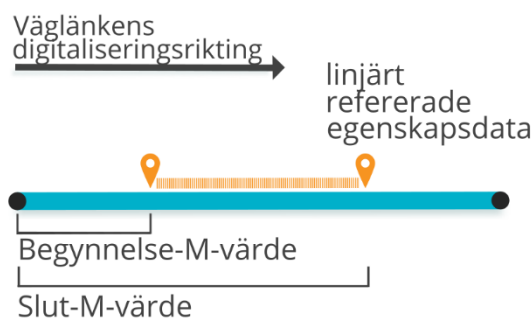 Väglänkens
digitaliseringsrikting
linjärt
refererade
egenskapsdata
Begynnelse-M-värde
Slut-M-värde